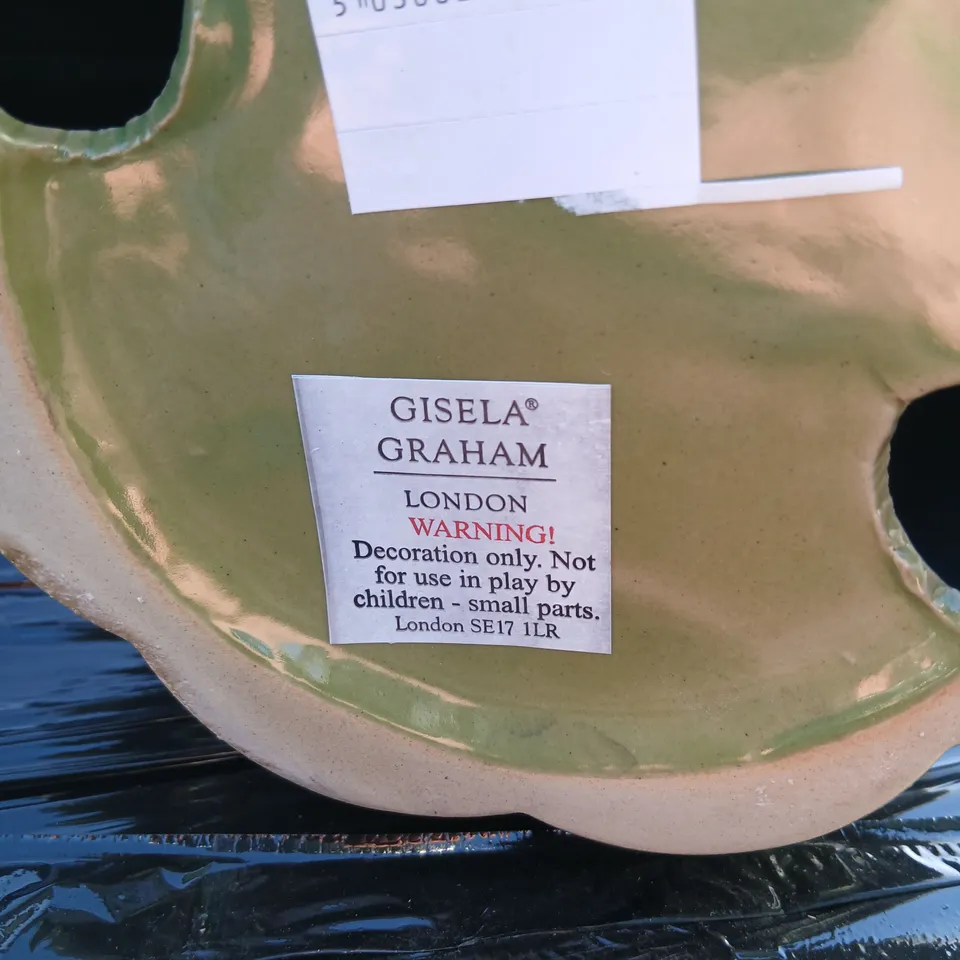 GISELA®
GRAHAM
LONDON
WARNING!
Decoration only. Not
for use in play by
children - small parts.
London SE17 1LR